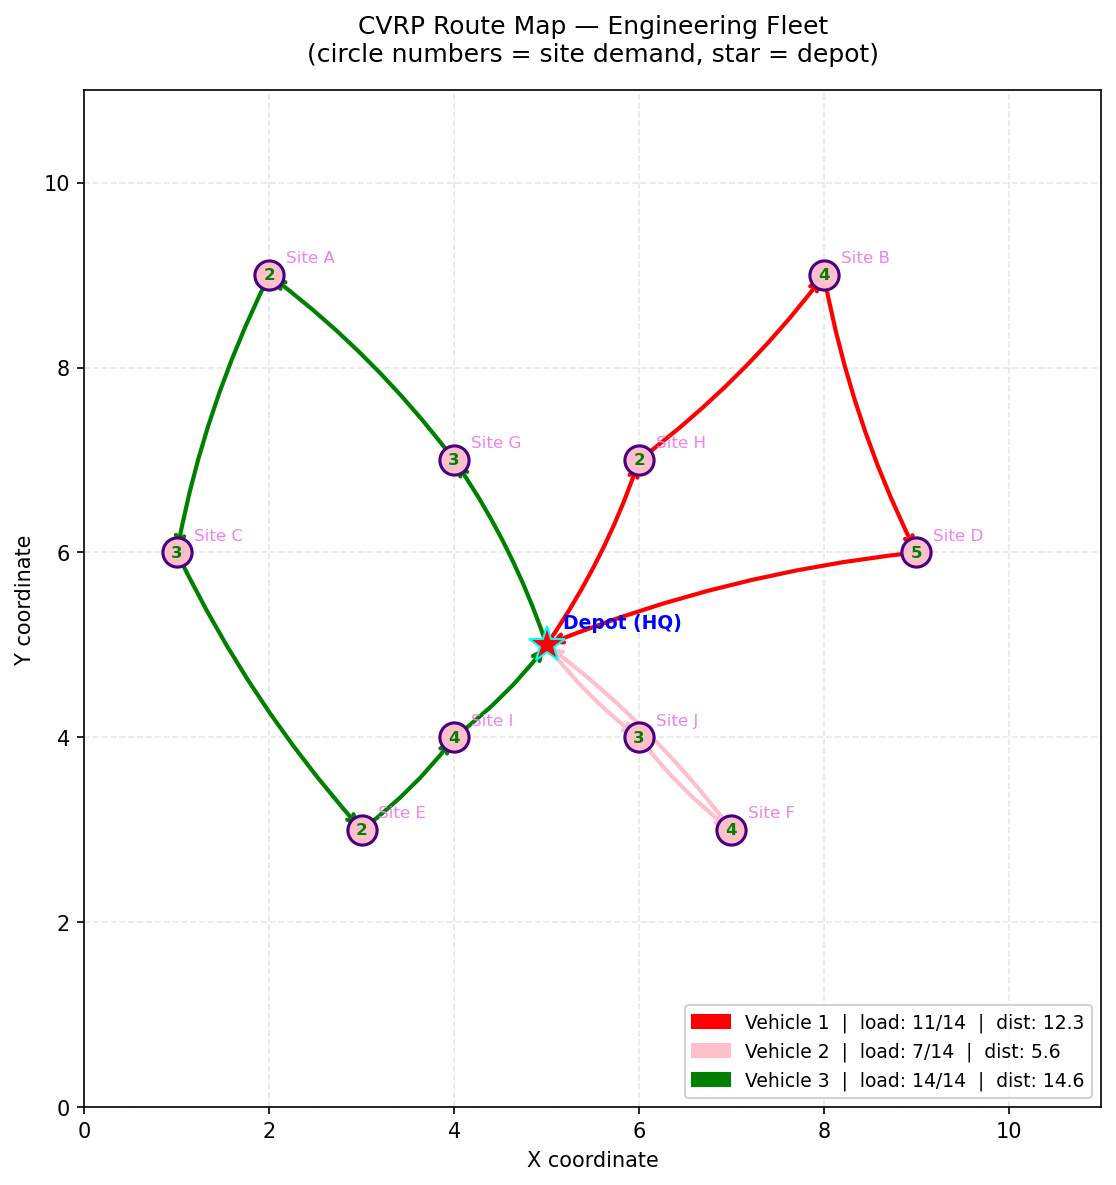 CVRP Route Map — Engineering Fleet
(circle numbers = site demand, star = depot)
Y coordinate
10
8
6
4
2
0
Site A
2
Site B
4
Site G
3
Site H
2
Site C
3
Site D
5
Depot (HQ)
Site I
4
Site J
3
Site E
2
Site F
4
Vehicle 1 | load: 11/14 | dist: 12.3
Vehicle 2 | load: 7/14 | dist: 5.6
Vehicle 3 | load: 14/14 | dist: 14.6
0
2
4
6
8
10
X coordinate